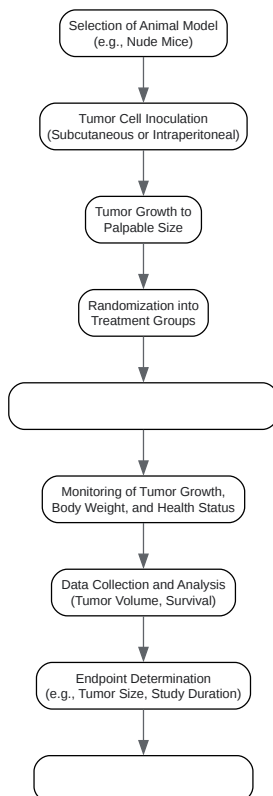 Selection of Animal Model
(e.g., Nude Mice)
Tumor Cell Inoculation
(Subcutaneous or Intraperitoneal)
Tumor Growth to
Palpable Size
Randomization into
Treatment Groups
Monitoring of Tumor Growth,
Body Weight, and Health Status
Data Collection and Analysis
(Tumor Volume, Survival)
Endpoint Determination
(e.g., Tumor Size, Study Duration)